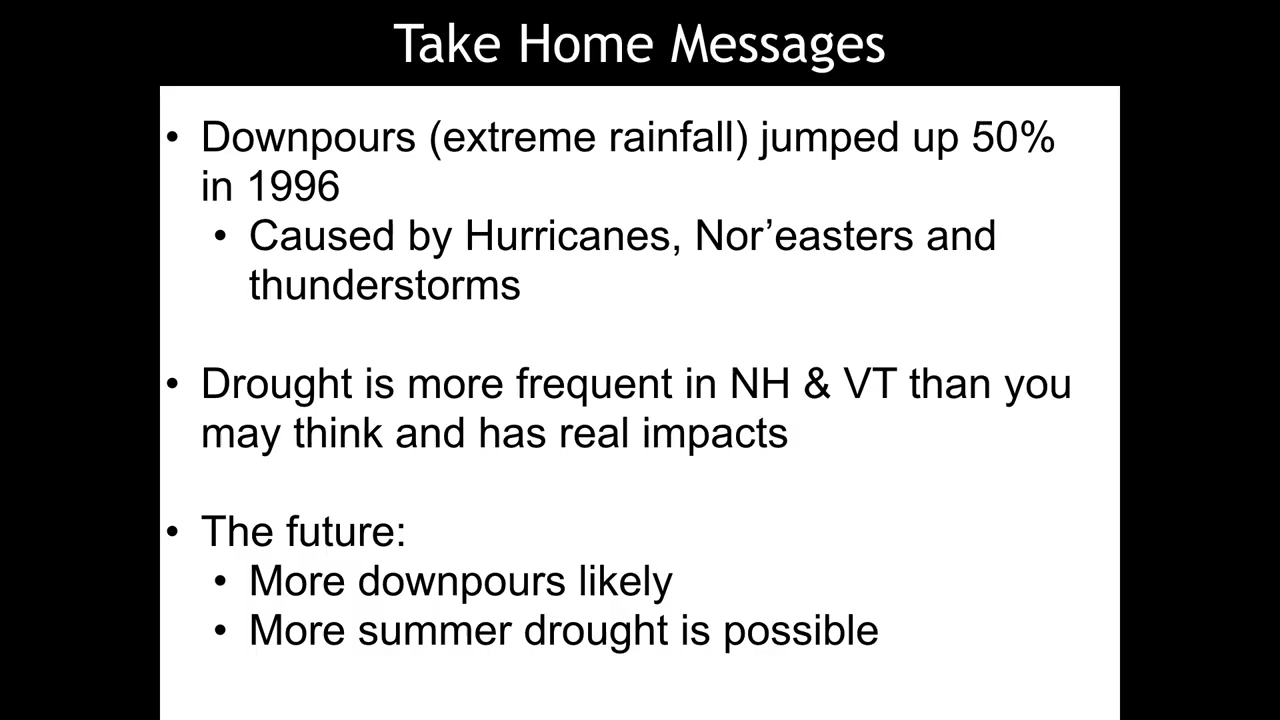 Take Home Messages
• Downpours (extreme rainfall) jumped up 50%
in 1996
• Caused by Hurricanes, Nor’easters and
thunderstorms
• Drought is more frequent in NH & VT than you
may think and has real impacts
• The future:
• More downpours likely
• More summer drought is possible